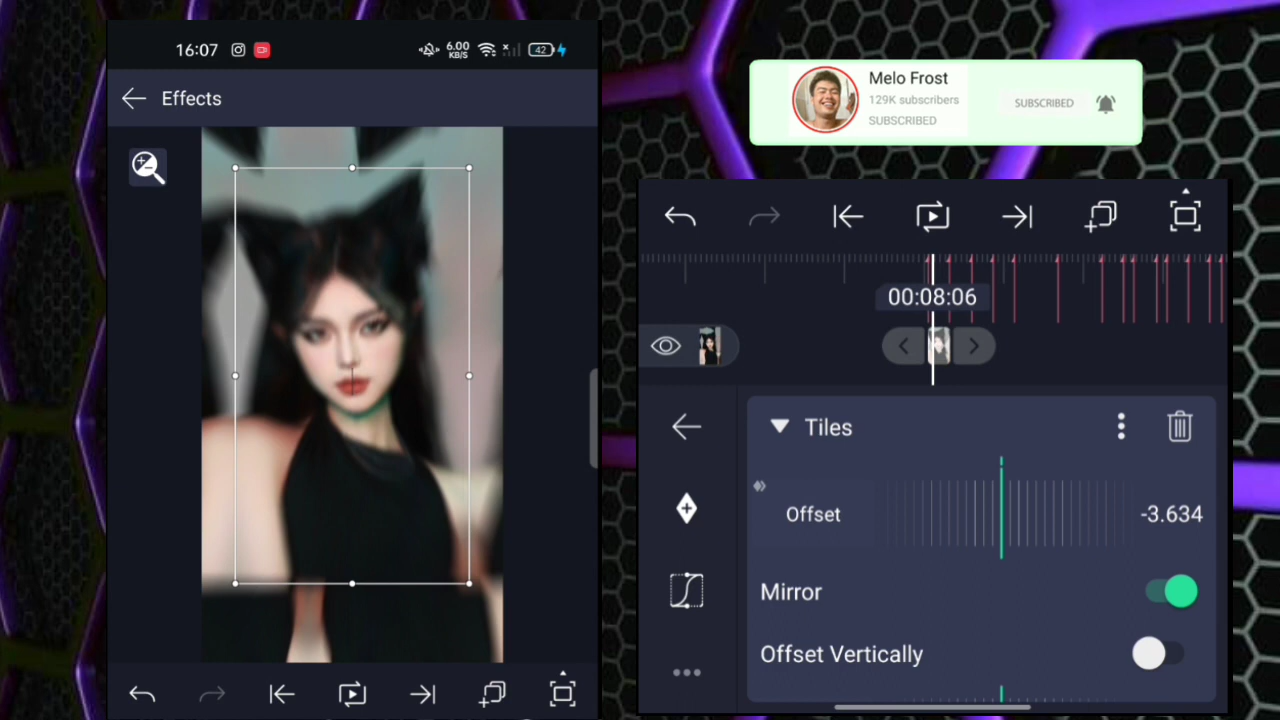 16:07
6.00
KB/S
42
Effects
Melo Frost
129K subscribers
SUBSCRIBED
SUBSCRIBED
00:08:06
Tiles
Offset
-3.634
Mirror
Offset Vertically